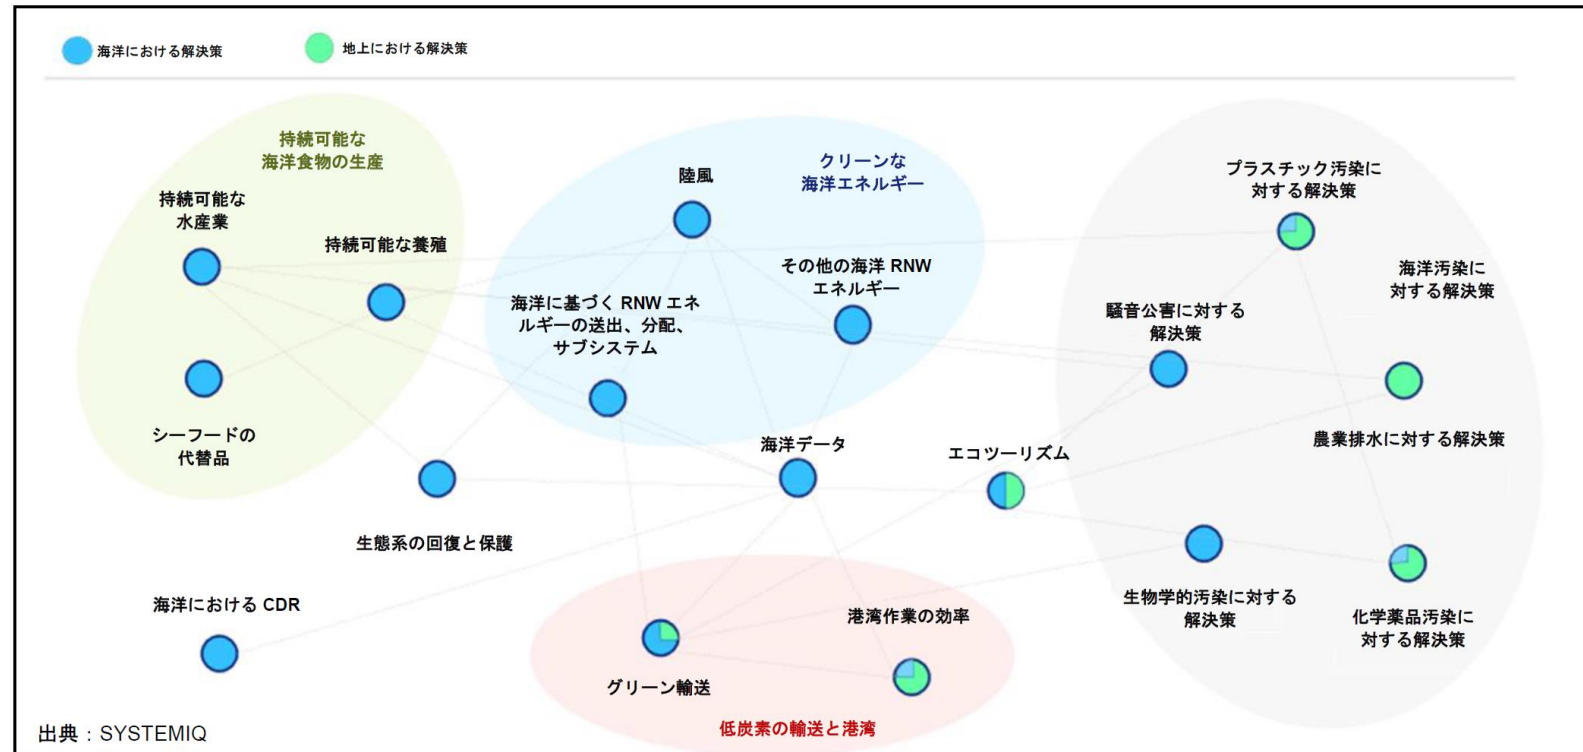 海洋における解決策
地上における解決策
持続可能な
海洋食物の生産
持続可能な
水産業
持続可能な養殖
シーフードの
代替品
クリーンな
海洋エネルギー
陸風
その他の海洋 RNW
エネルギー
海洋に基づく RNW エネ
ルギーの送出、分配、
サブシステム
プラスチック汚染に
対する解決策
海洋汚染に
対する解決策
騒音公害に対する
解決策
農業排水に対する解決策
海洋データ
エコツーリズム
生態系の回復と保護
海洋における CDR
生物学的汚染に対する
解決策
化学薬品汚染に
対する解決策
港湾作業の効率
グリーン輸送
低炭素の輸送と港湾
出典：SYSTEMIQ